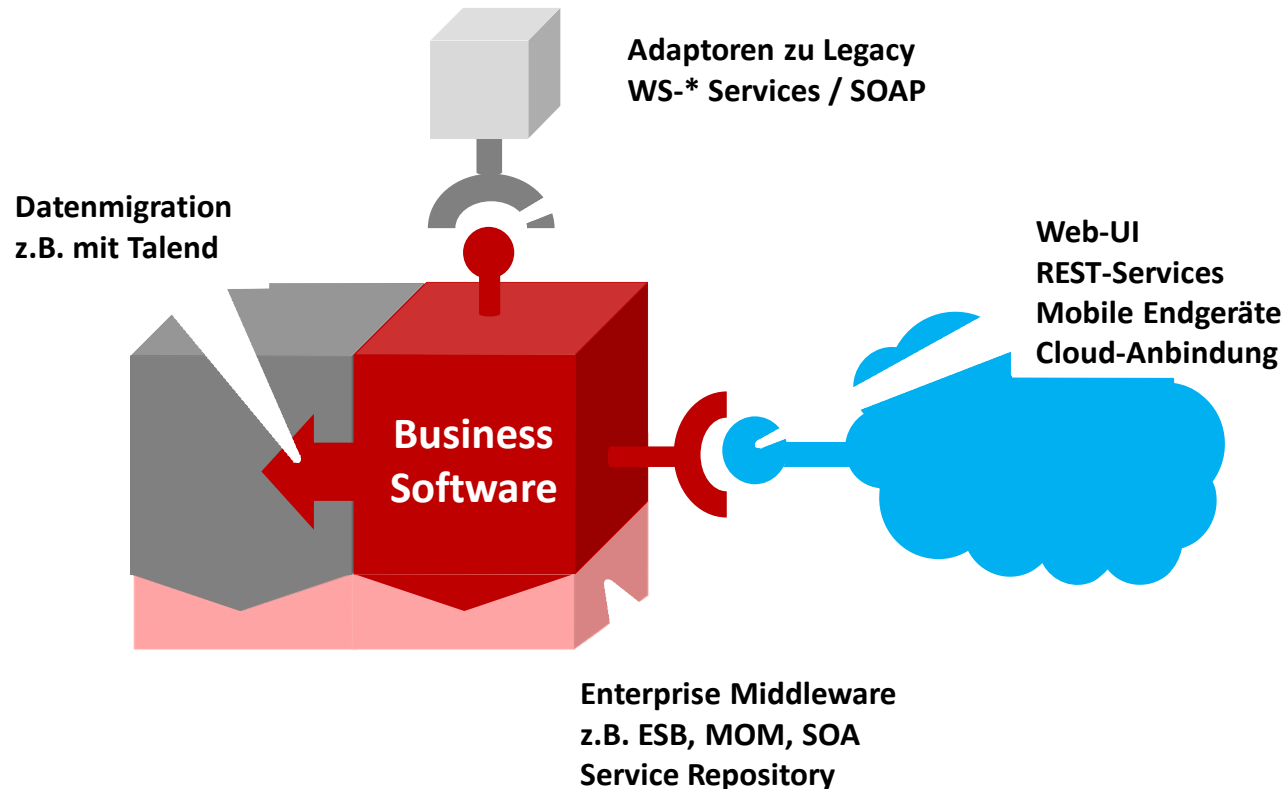 Adaptoren zu Legacy
WS-* Services / SOAP
Datenmigration
z.B. mit Talend
Web-UI
REST-Services
Mobile Endgeräte
Cloud-Anbindung
Business
Software
Enterprise Middleware
z.B. ESB, MOM, SOA
Service Repository